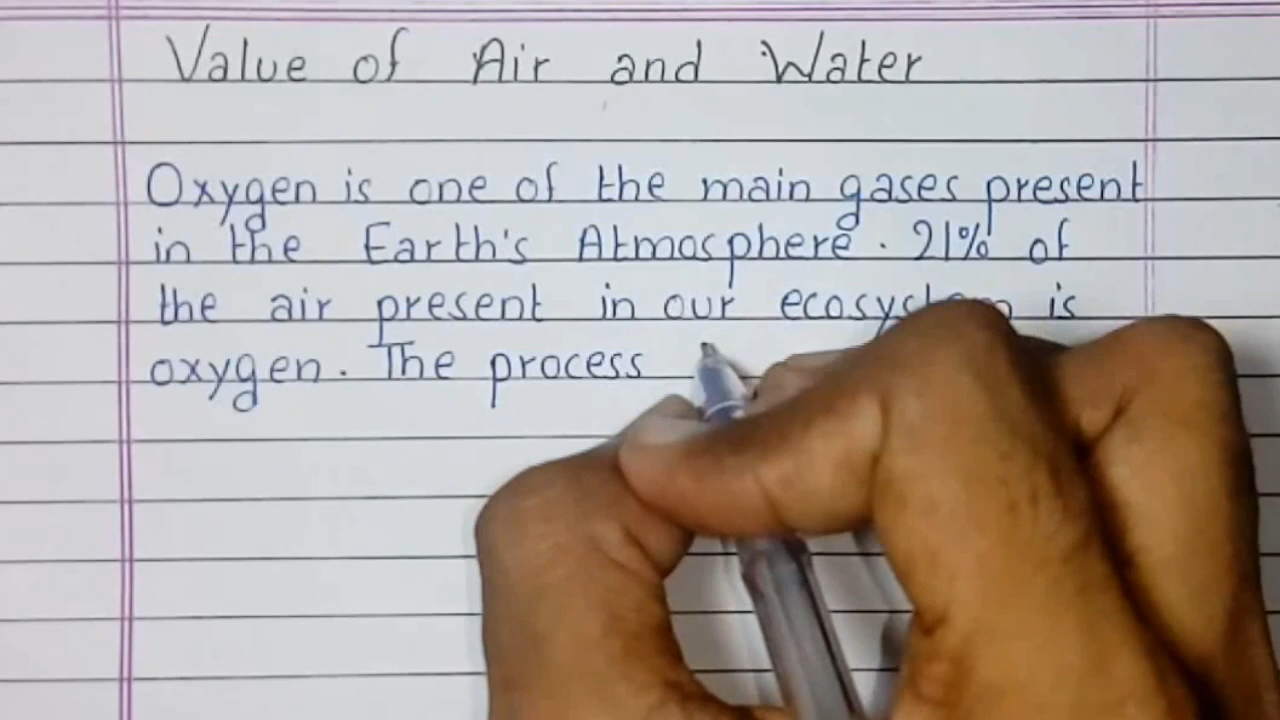 Value of Air and Water
Oxygen is one of the main gases present
in the Earth's Atmosphere. 21% of
the air present in our ecosystem is
oxygen. The process